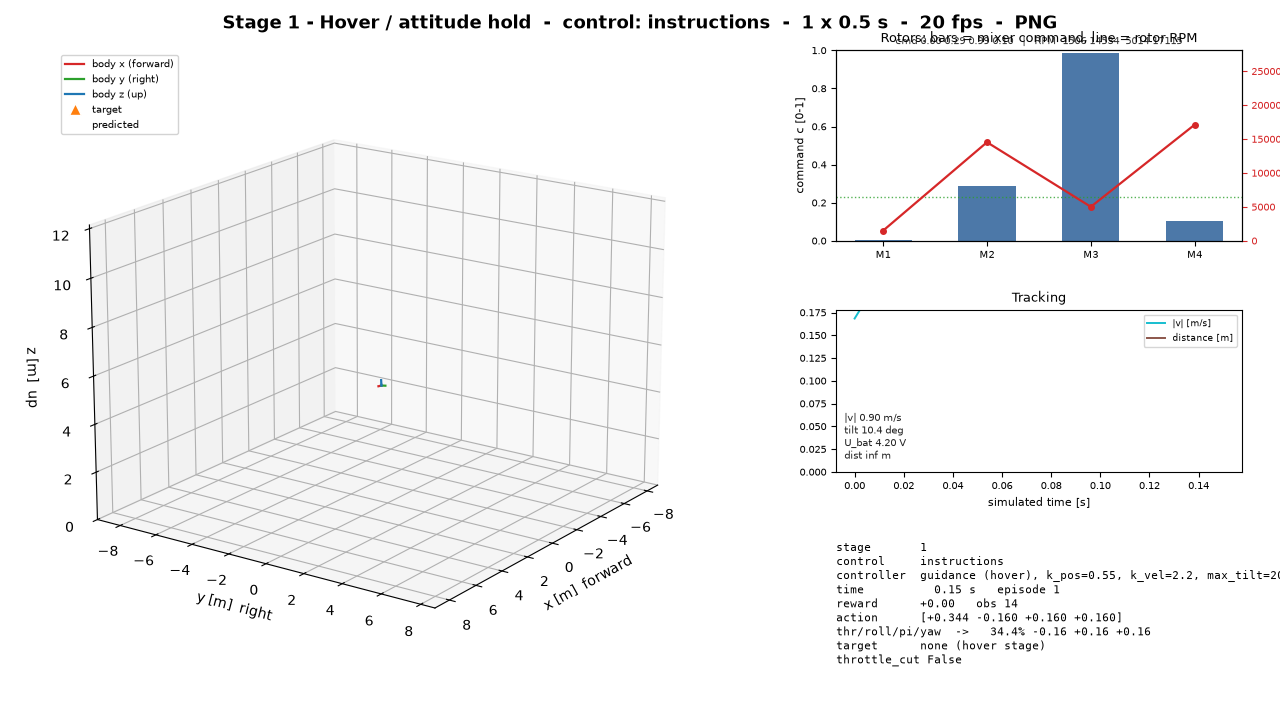 Stage 1 - Hover / attitude hold - control: instructions - 1 x 0.5 s - 20 fps - PNG
body x (forward)
body y (right)
body z (up)
target
predicted
12
10
8
6
4
2
0
z [m] up
−8
−6
−4
−2
0
2
4
6
8
y [m] right
−8
−6
−4
−2
0
2
4
6
8
x [m] forward
Rotors: bars = mixer command, line = rotor RPM
1.0
0.8
0.6
0.4
0.2
0.0
command c [0-1]
25000
20000
15000
10000
5000
0
M1
M2
M3
M4
Tracking
0.175
0.150
0.125
0.100
0.075
0.050
0.025
0.000
|v| [m/s]
distance [m]
|v| 0.90 m/s
tilt 10.4 deg
U_bat 4.20 V
dist inf m
0.00
0.02
0.04
0.06
0.08
0.10
0.12
0.14
simulated time [s]
stage 1
control instructions
controller guidance (hover), k_pos=0.55, k_vel=2.2, max_tilt=20
time 0.15 s episode 1
reward +0.00 obs 14
action [+0.344 -0.160 +0.160 +0.160]
thr/roll/pi/yaw -> 34.4% -0.16 +0.16 +0.16
target none (hover stage)
throttle_cut False